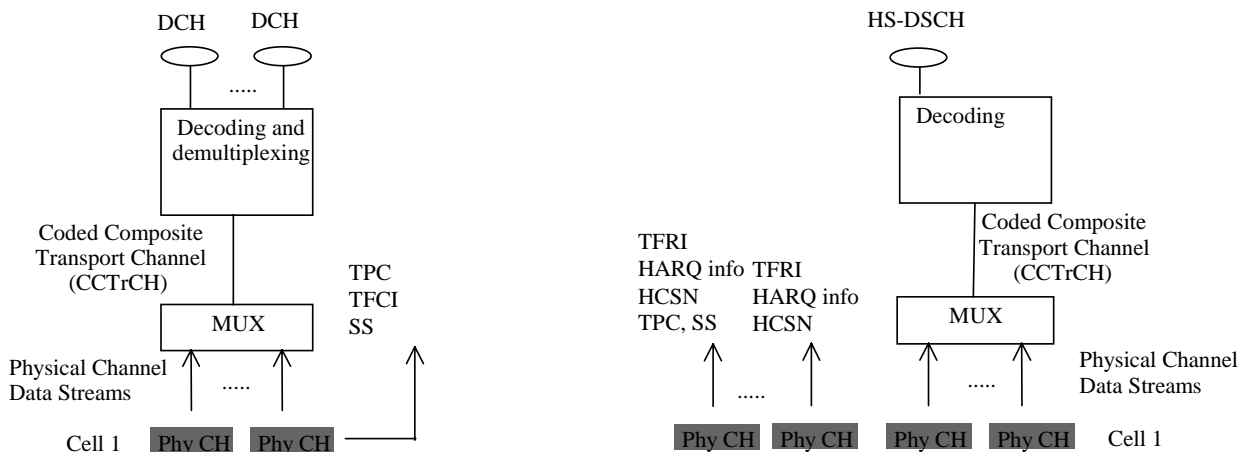 DCH DCH
.....
Decoding and
demultiplexing
Coded Composite
Transport Channel
(CCTrCH)
TPC
TFCI
SS
MUX
Physical Channel
Data Streams
.....
Cell 1 Phy CH Phy CH
HS-DSCH
Decoding
Coded Composite
Transport Channel
(CCTrCH)
TFRI
HARQ info
HCSN
TPC, SS
TFRI
HARQ info
HCSN
MUX
Physical Channel
Data Streams
.....
.....
Phy CH Phy CH Phy CH Phy CH Cell 1